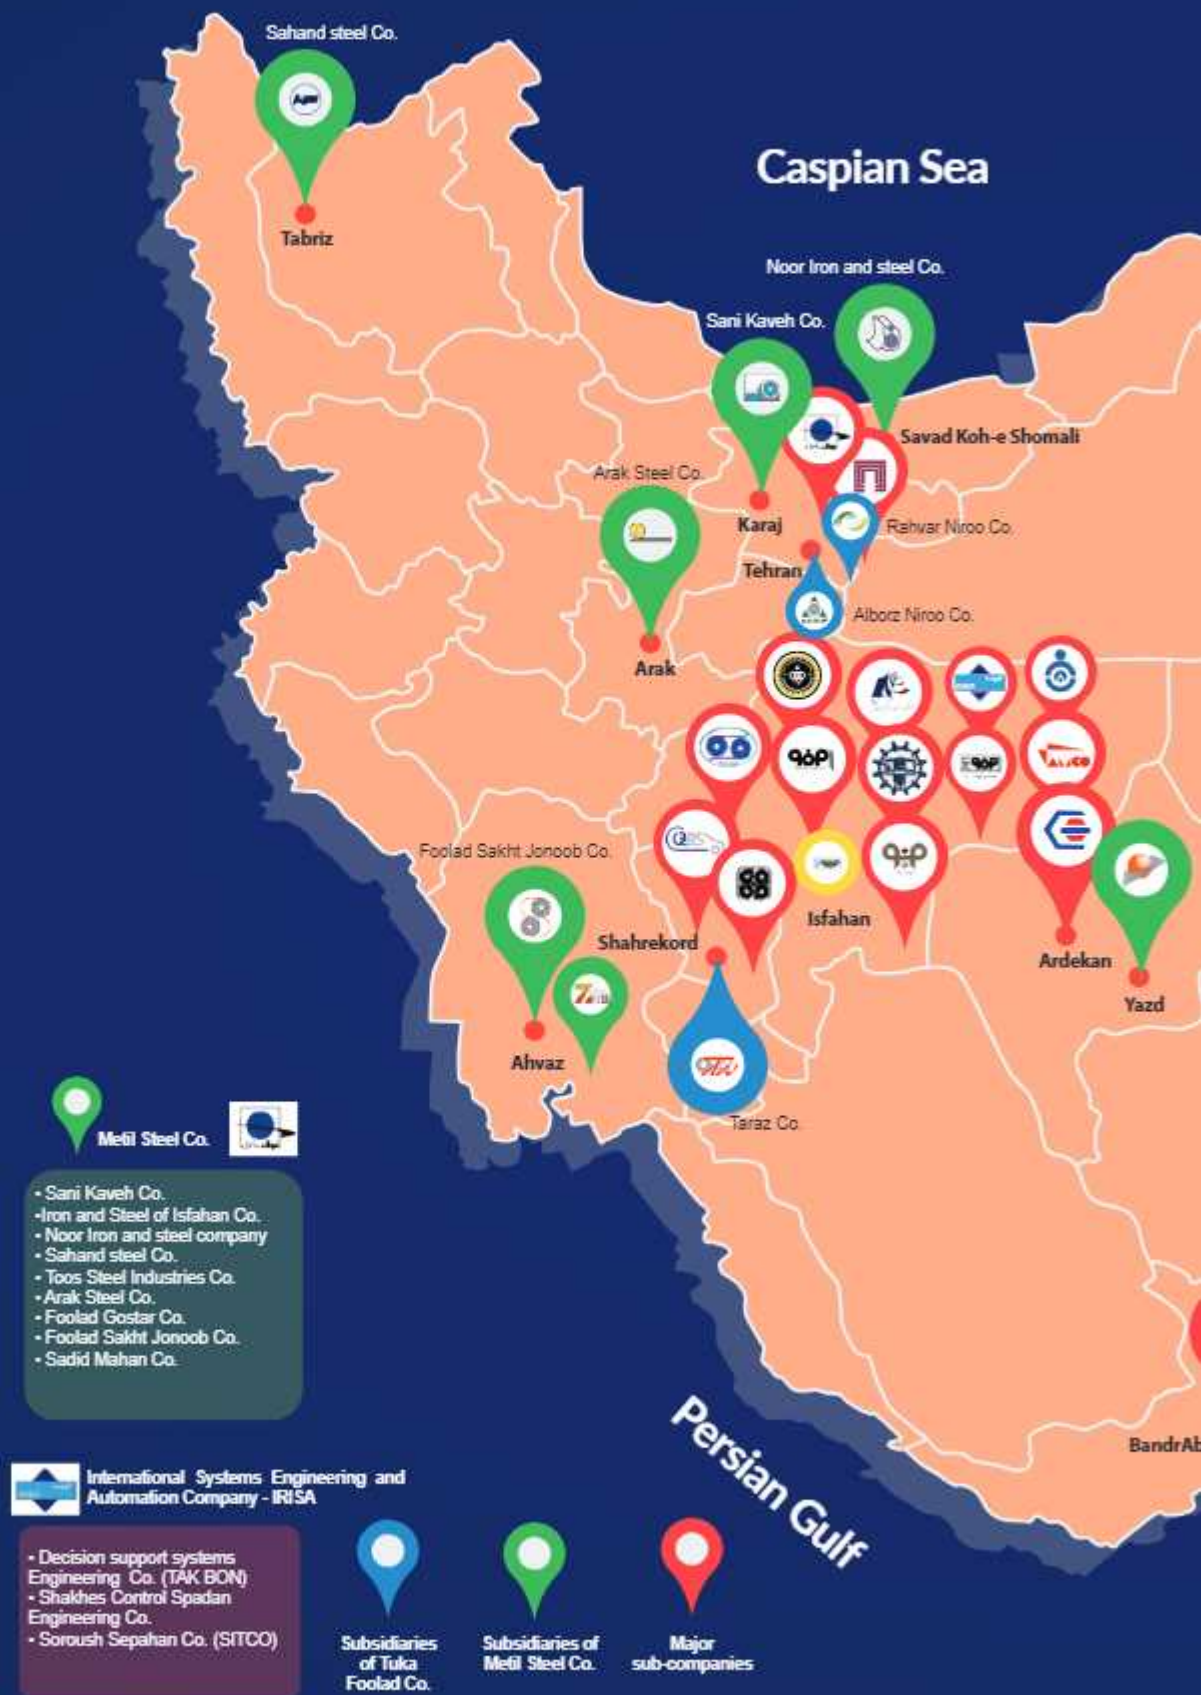 Sahand steel Co.
Caspian Sea
Tabriz
Noor Iron and steel Co.
Sani Kaveh Co.
Savad Koh-e Shomali
Arak Steel Co.
Karaj
Rahvar Niroo Co.
Tehran
Alborz Niroo Co.
Arak
Foolad Sakht Jonoob Co.
Isfahan
Shahrekord
Ardekan
Yazd
Ahvaz
Taraz Co.
Metil Steel Co.
• Sani Kaveh Co.
•Iron and Steel of Isfahan Co.
• Noor Iron and steel company
• Sahand steel Co.
• Toos Steel Industries Co.
• Arak Steel Co.
• Foolad Gostar Co.
• Foolad Sakht Jonoob Co.
• Sadid Mahan Co.
Persian Gulf
BandrAb
International Systems Engineering and
Automation Company - IRISA
• Decision support systems
Engineering Co. (TAK BON)
• Shakhes Control Spadan
Engineering Co.
• Soroush Sepahan Co. (SITCO)
Subsidiaries
of Tuka
Foolad Co.
Subsidiaries of
Metil Steel Co.
Major
sub-companies